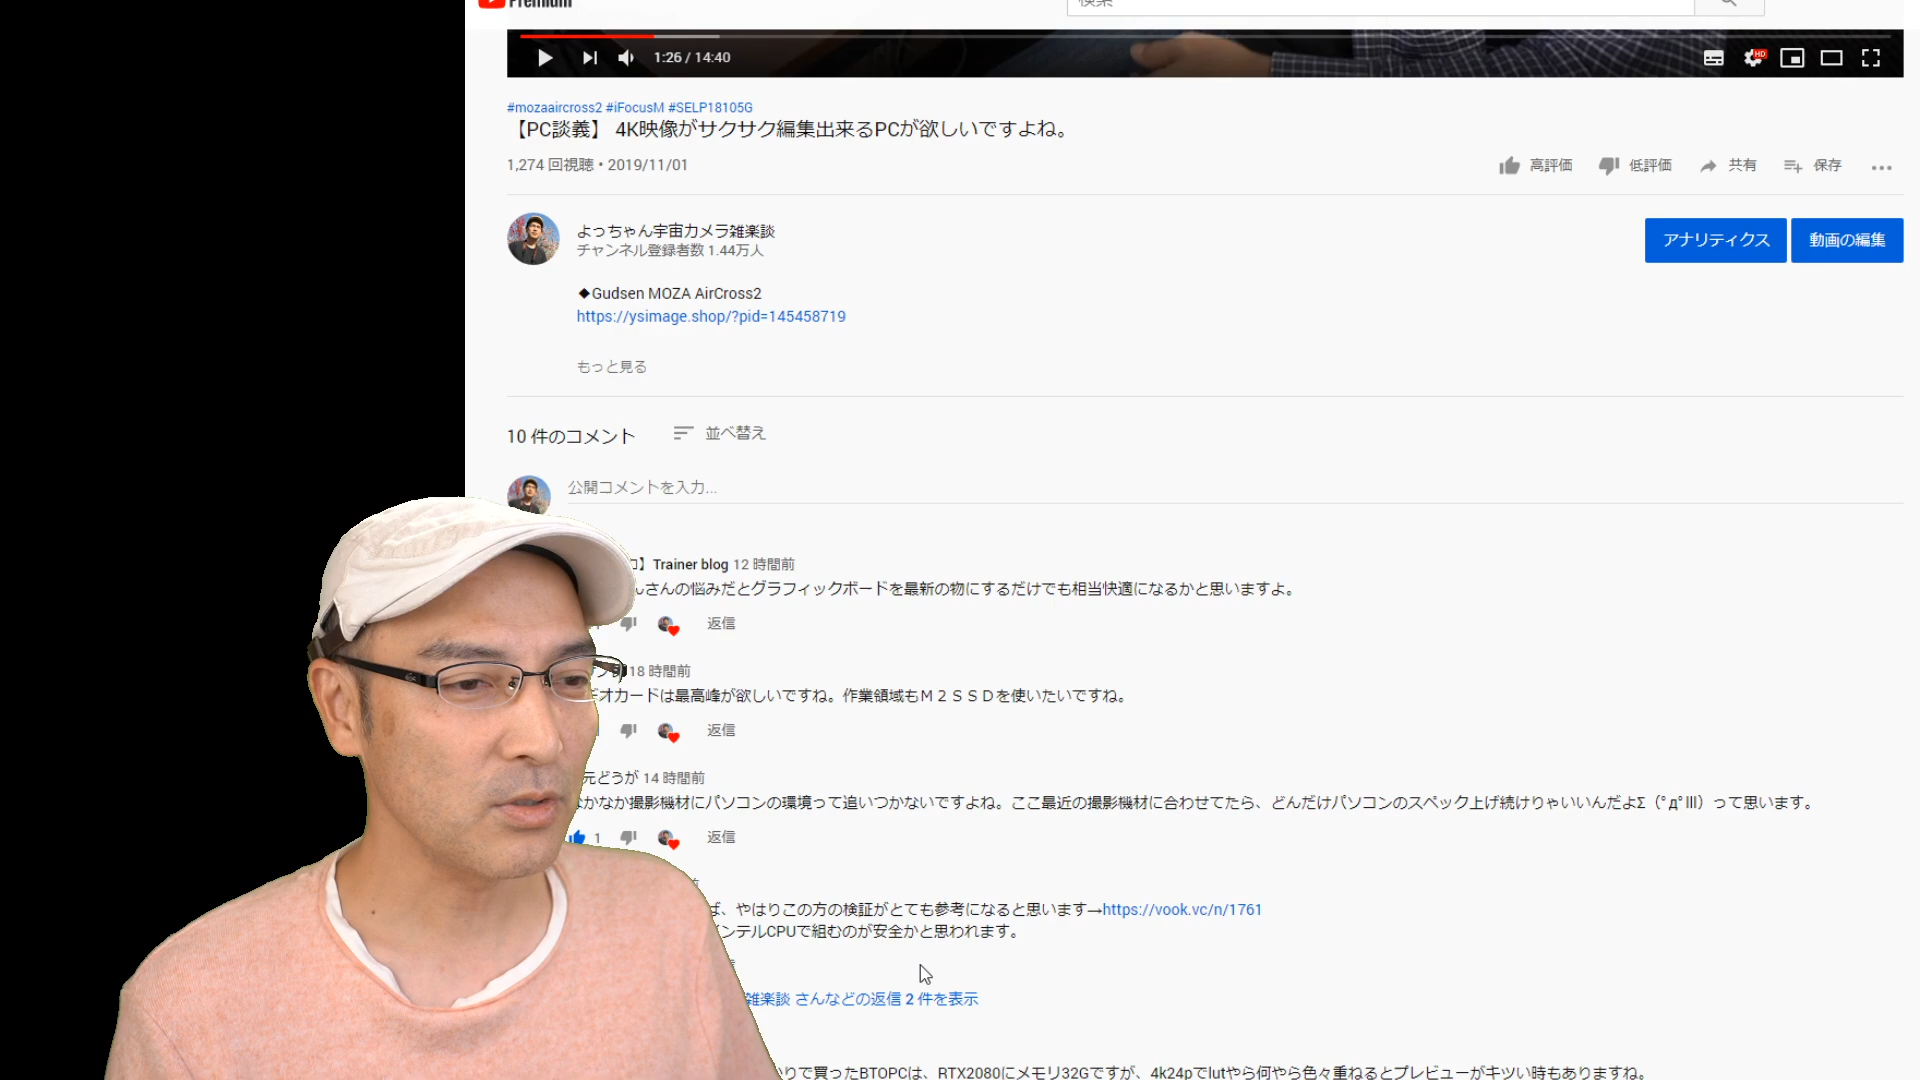 Premium
検索
1:26 / 14:40
HD
#mozaaircross2 #iFocusM #SELP18105G
【PC談義】 4K映像がサクサク編集出来るPCが欲しいですよね。
1,274 回視聴・2019/11/01
高評価 低評価 共有 保存
よっちゃん宇宙カメラ雑楽談
チャンネル登録者数 1.44万人
アナリティクス 動画の編集
◆Gudsen MOZA AirCross2
https://ysimage.shop/?pid=145458719
もっと見る
10 件のコメント 並べ替え
公開コメントを入力...
】Trainer blog 12 時間前
さんの悩みだとグラフィックボードを最新の物にするだけでも相当快適になるかと思いますよ。
返信
18 時間前
オカードは最高峰が欲しいですね。作業領域もＭ２ＳＳＤを使いたいですね。
返信
元どうが 14 時間前
なかなか撮影機材にパソコンの環境って追いつかないですよね。ここ最近の撮影機材に合わせてたら、どんだけパソコンのスペック上げ続けりゃいいんだよΣ（ﾟдﾟlll）って思います。
1 返信
ば、やはりこの方の検証がとても参考になると思います→https://vook.vc/n/1761
ンテルCPUで組むのが安全かと思われます。
雑楽談 さんなどの返信 2 件を表示
りで買ったBTOPCは、RTX2080にメモリ32Gですが、4k24pでlutやら何やら色々重ねるとプレビューがキツい時もありますね。